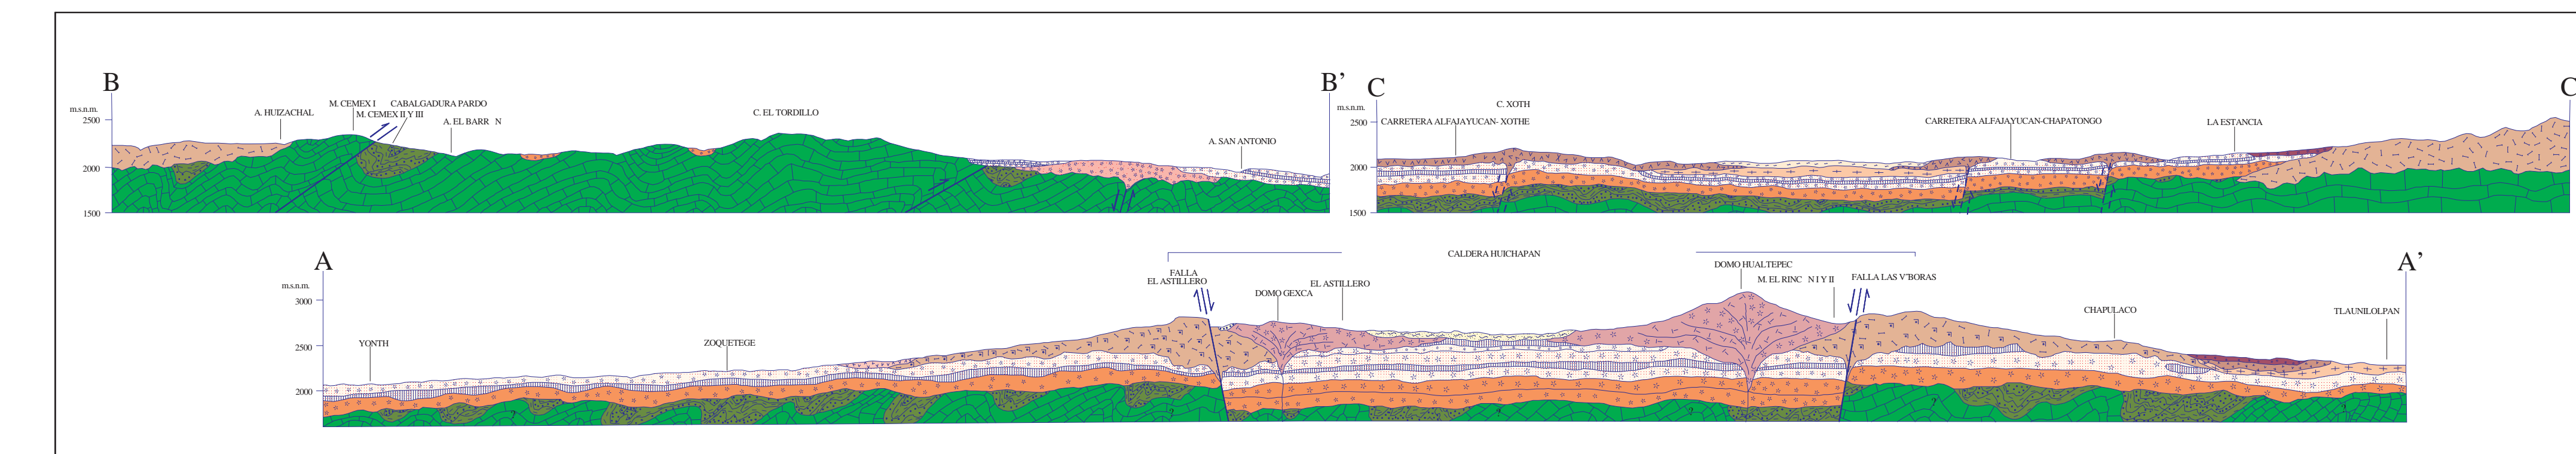 B
B’
C
C
m.s.n.m.
2500
2000
1500
A. HUIZACHAL
M. CEMEX I
CABALGADURA PARDO
M. CEMEX II Y III
A. EL BARR N
C. EL TORDILLO
A. SAN ANTONIO
m.s.n.m.
2500
2000
1500
C. XOTH
CARRETERA ALFAJAYUCAN- XOTHE
CARRETERA ALFAJAYUCAN-CHAPATONGO
LA ESTANCIA
A
A’
m.s.n.m.
3000
2500
2000
YONTH
ZOQUETEGE
CALDERA HUICHAPAN
FALLA
EL ASTILLERO
DOMO GEXCA
EL ASTILLERO
DOMO HUALTEPEC
M. EL RINC N I Y II
FALLA LAS V˝BORAS
CHAPULACO
TLAUNILOLPAN
?
?
?
?
?
?